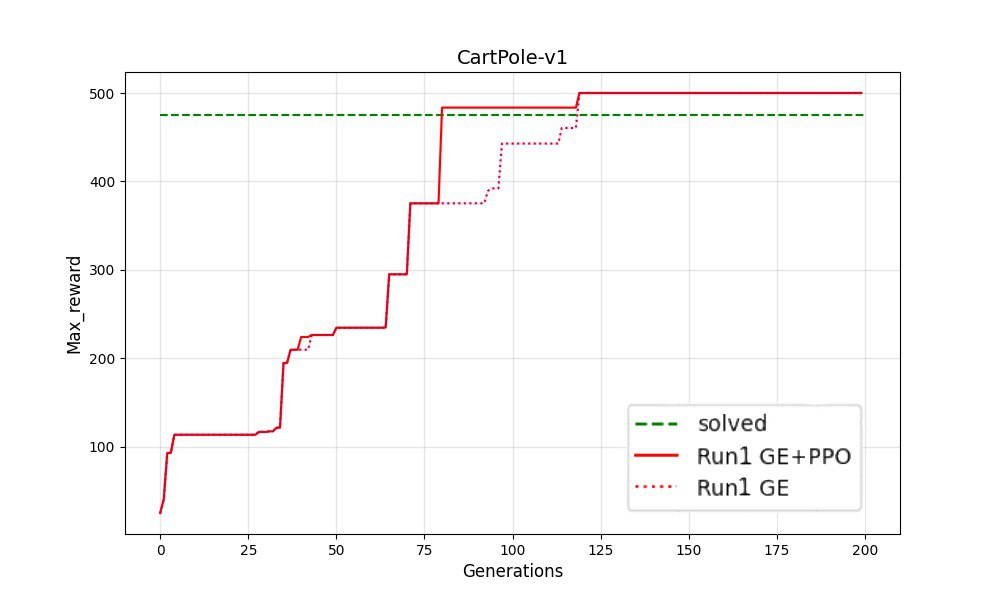 CartPole-v1
500
400
300
200
100
Max_reward
solved
Run1 GE+PPO
Run1 GE
0 25 50 75 100 125 150 175 200
Generations